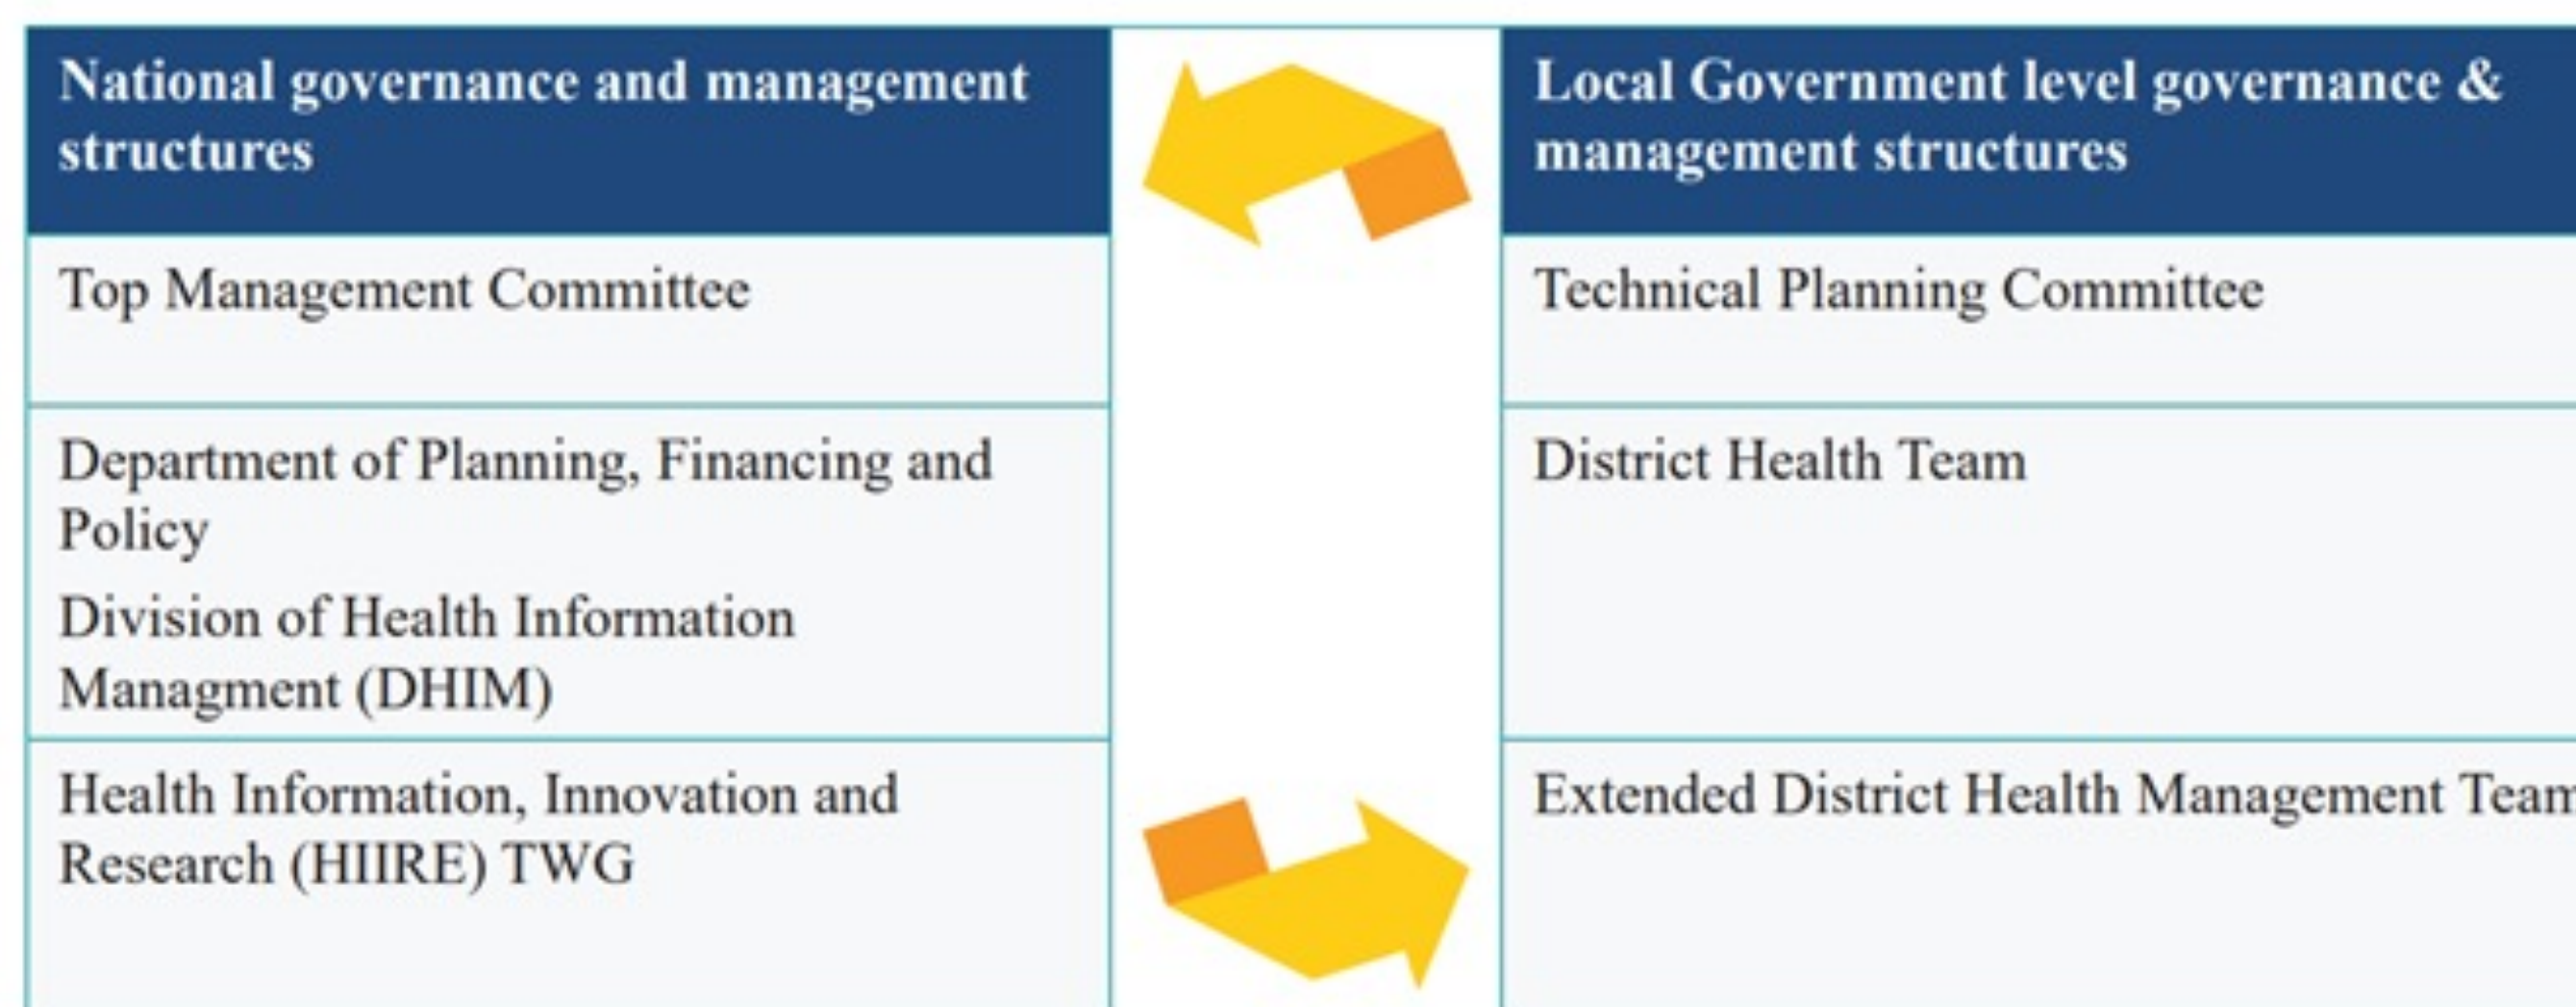 National governance and management
structures
Local Government level governance &
management structures
Top Management Committee
Technical Planning Committee
Department of Planning, Financing and
Policy
Division of Health Information
Managment (DHIM)
District Health Team
Health Information, Innovation and
Research (HIIRE) TWG
Extended District Health Management Team